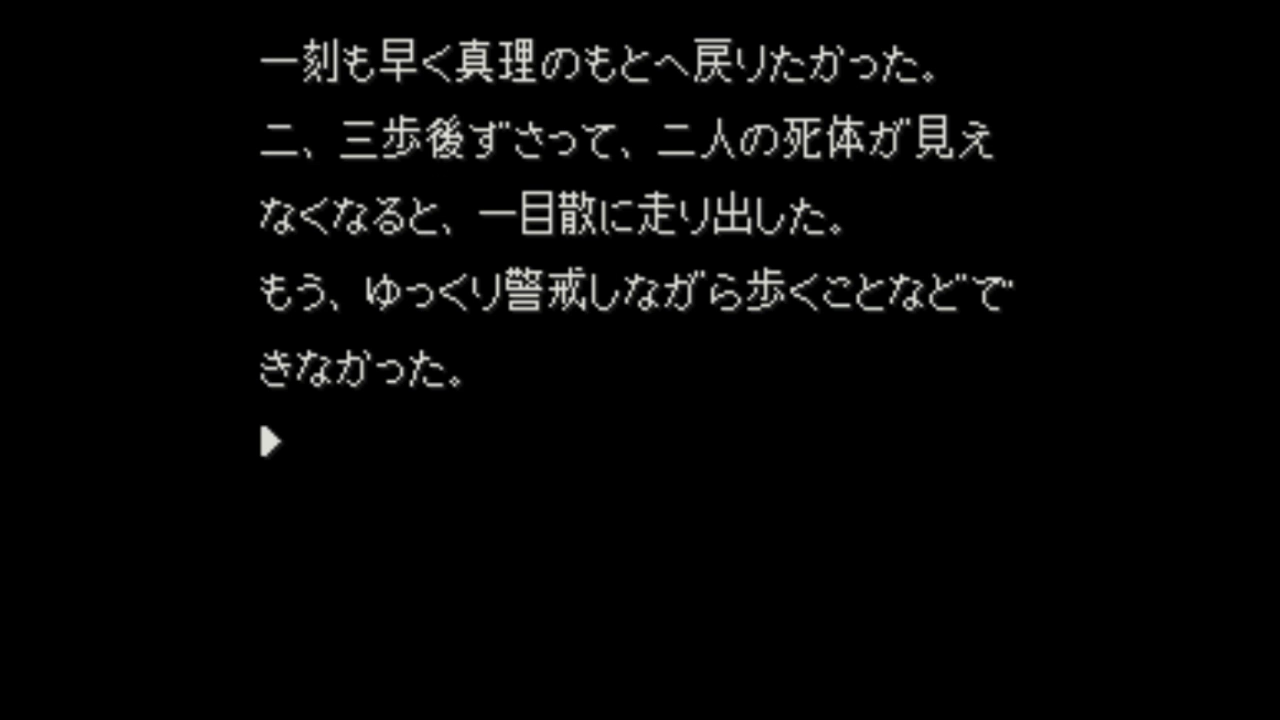 一刻も早く真理のもとへ戻りたかった。
二、三歩後ずさって、二人の死体が見え
なくなると、一目散に走り出した。
もう、ゆっくり警戒しながら歩くことなどで
きなかった。